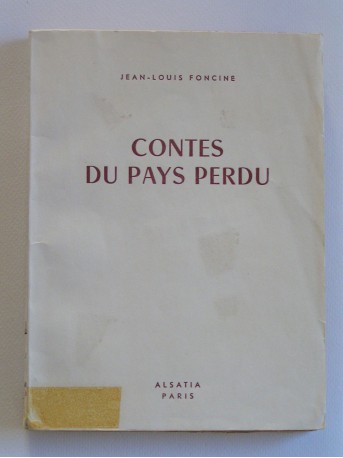 JEAN-LOUIS FONCINE
CONTES
DU PAYS PERDU
ALSATIA
PARIS